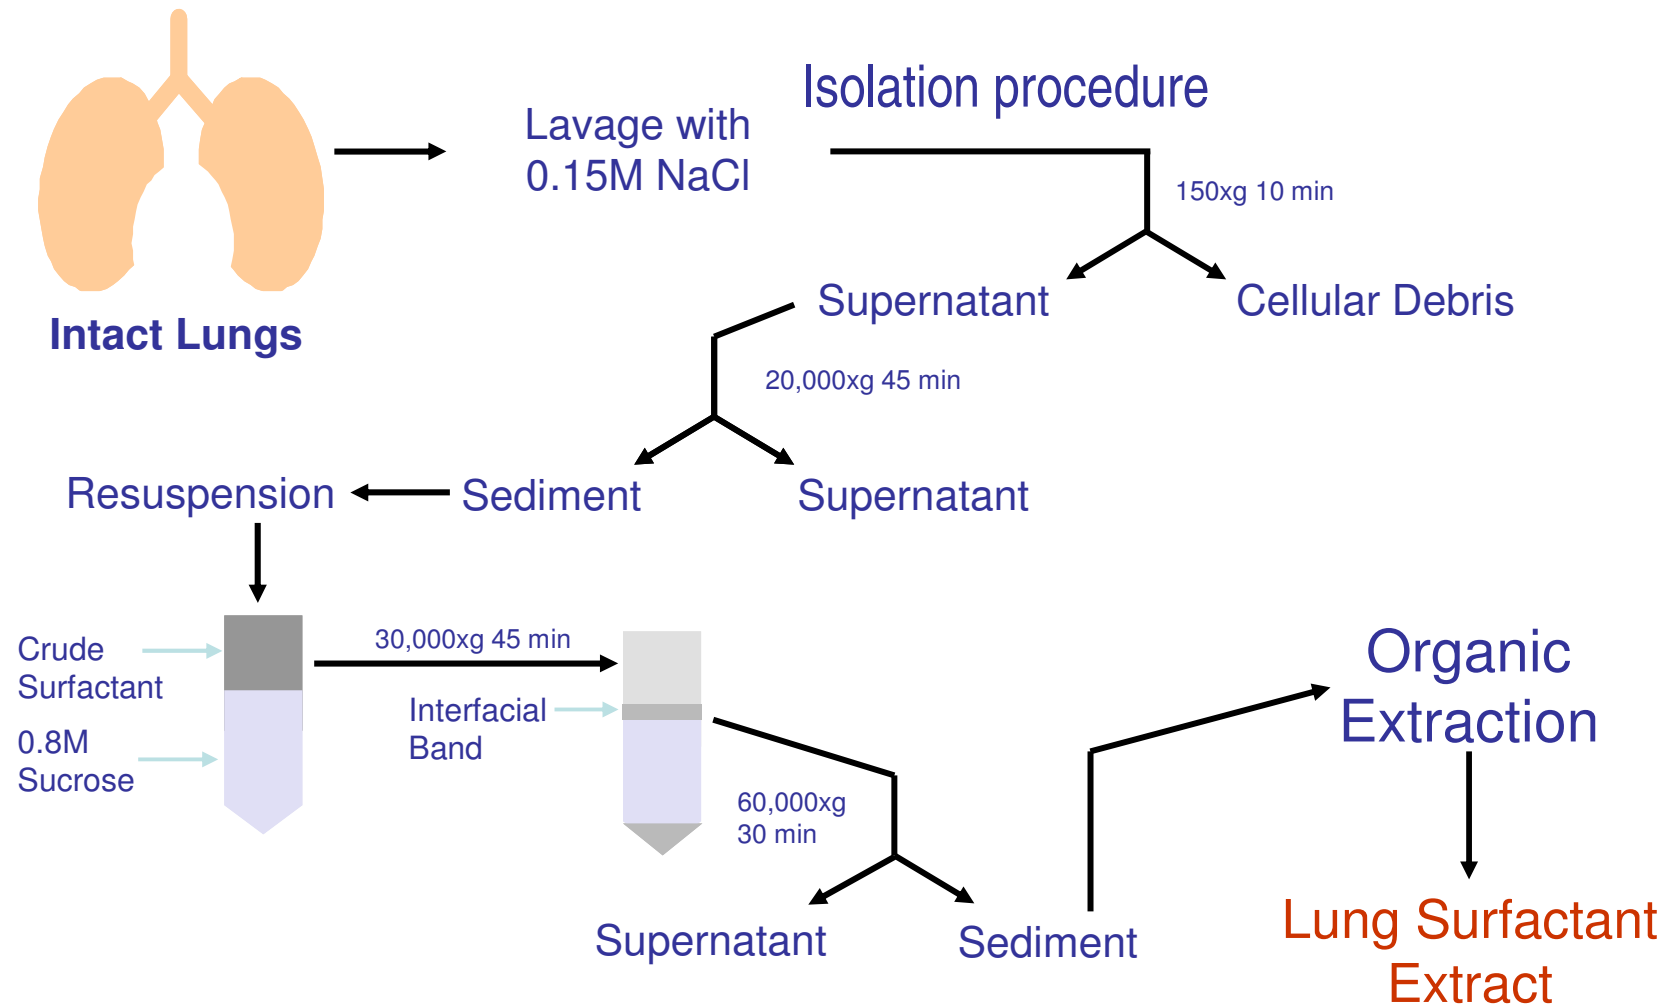 Isolation procedure
Lavage with
0.15M NaCl
150xg 10 min
Intact Lungs
Supernatant
Cellular Debris
20,000xg 45 min
Resuspension
Sediment
Supernatant
Crude
Surfactant
0.8M
Sucrose
30,000xg 45 min
Interfacial
Band
60,000xg
30 min
Supernatant
Sediment
Organic
Extraction
Lung Surfactant
Extract